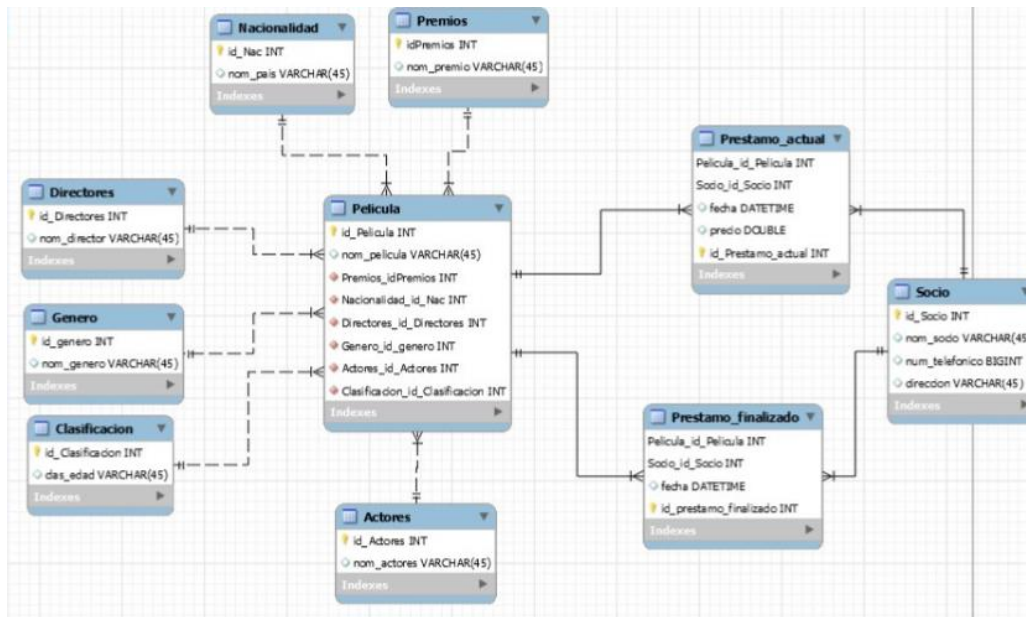 Nacionalidad
id_Nac INT
nom_pais VARCHAR(45)
Indexes
Premios
idPremios INT
nom_premio VARCHAR(45)
Indexes
Directores
id_Directores INT
nom_director VARCHAR(45)
Indexes
Genero
id_genero INT
nom_genero VARCHAR(45)
Indexes
Clasificacion
id_Clasificacion INT
clas_edad VARCHAR(45)
Indexes
Pelicula
id_Pelicula INT
nom_pelicula VARCHAR(45)
Premios_idPremios INT
Nacionalidad_id_Nac INT
Directores_id_Directores INT
Genero_id_genero INT
Actores_id_Actores INT
Clasificacion_id_Clasificacion INT
Indexes
Actores
id_Actores INT
nom_actores VARCHAR(45)
Indexes
Prestamo_actual
Pelicula_id_Pelicula INT
Socio_id_Socio INT
fecha DATETIME
precio DOUBLE
id_Prestamo_actual INT
Indexes
Prestamo_finalizado
Pelicula_id_Pelicula INT
Socio_id_Socio INT
fecha DATETIME
id_prestamo_finalizado INT
Indexes
Socio
id_Socio INT
nom_socio VARCHAR(45
num_telefonico BIGINT
direccion VARCHAR(45)
Indexes